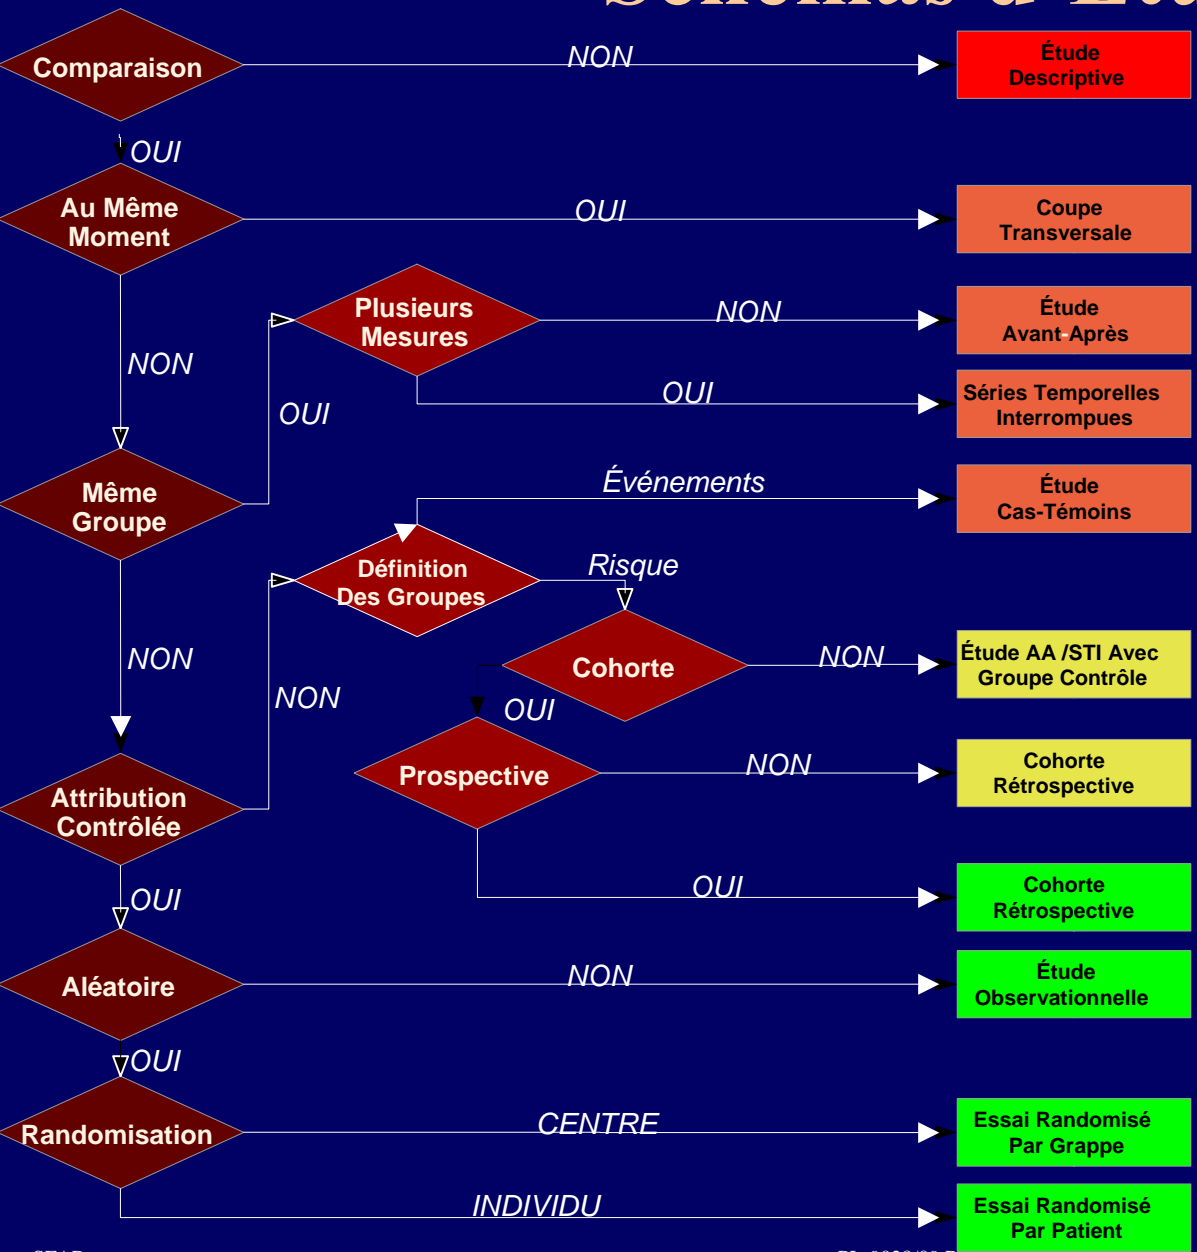 Schémas d'Étu
Comparaison
NON
Étude
Descriptive
OUI
Au Même
Moment
OUI
Coupe
Transversale
Plusieurs
Mesures
NON
Étude
Avant-Après
NON
OUI
OUI
Séries Temporelles
Interrompues
Même
Groupe
Événements
Étude
Cas-Témoins
Définition
Des Groupes
Risque
NON
NON
Cohorte
NON
Étude AA /STI Avec
Groupe Contrôle
OUI
Prospective
NON
Cohorte
Rétrospective
Attribution
Contrôlée
OUI
OUI
Cohorte
Rétrospective
Aléatoire
NON
Étude
Observationnelle
OUI
Randomisation
CENTRE
Essai Randomisé
Par Grappe
INDIVIDU
Essai Randomisé
Par Patient